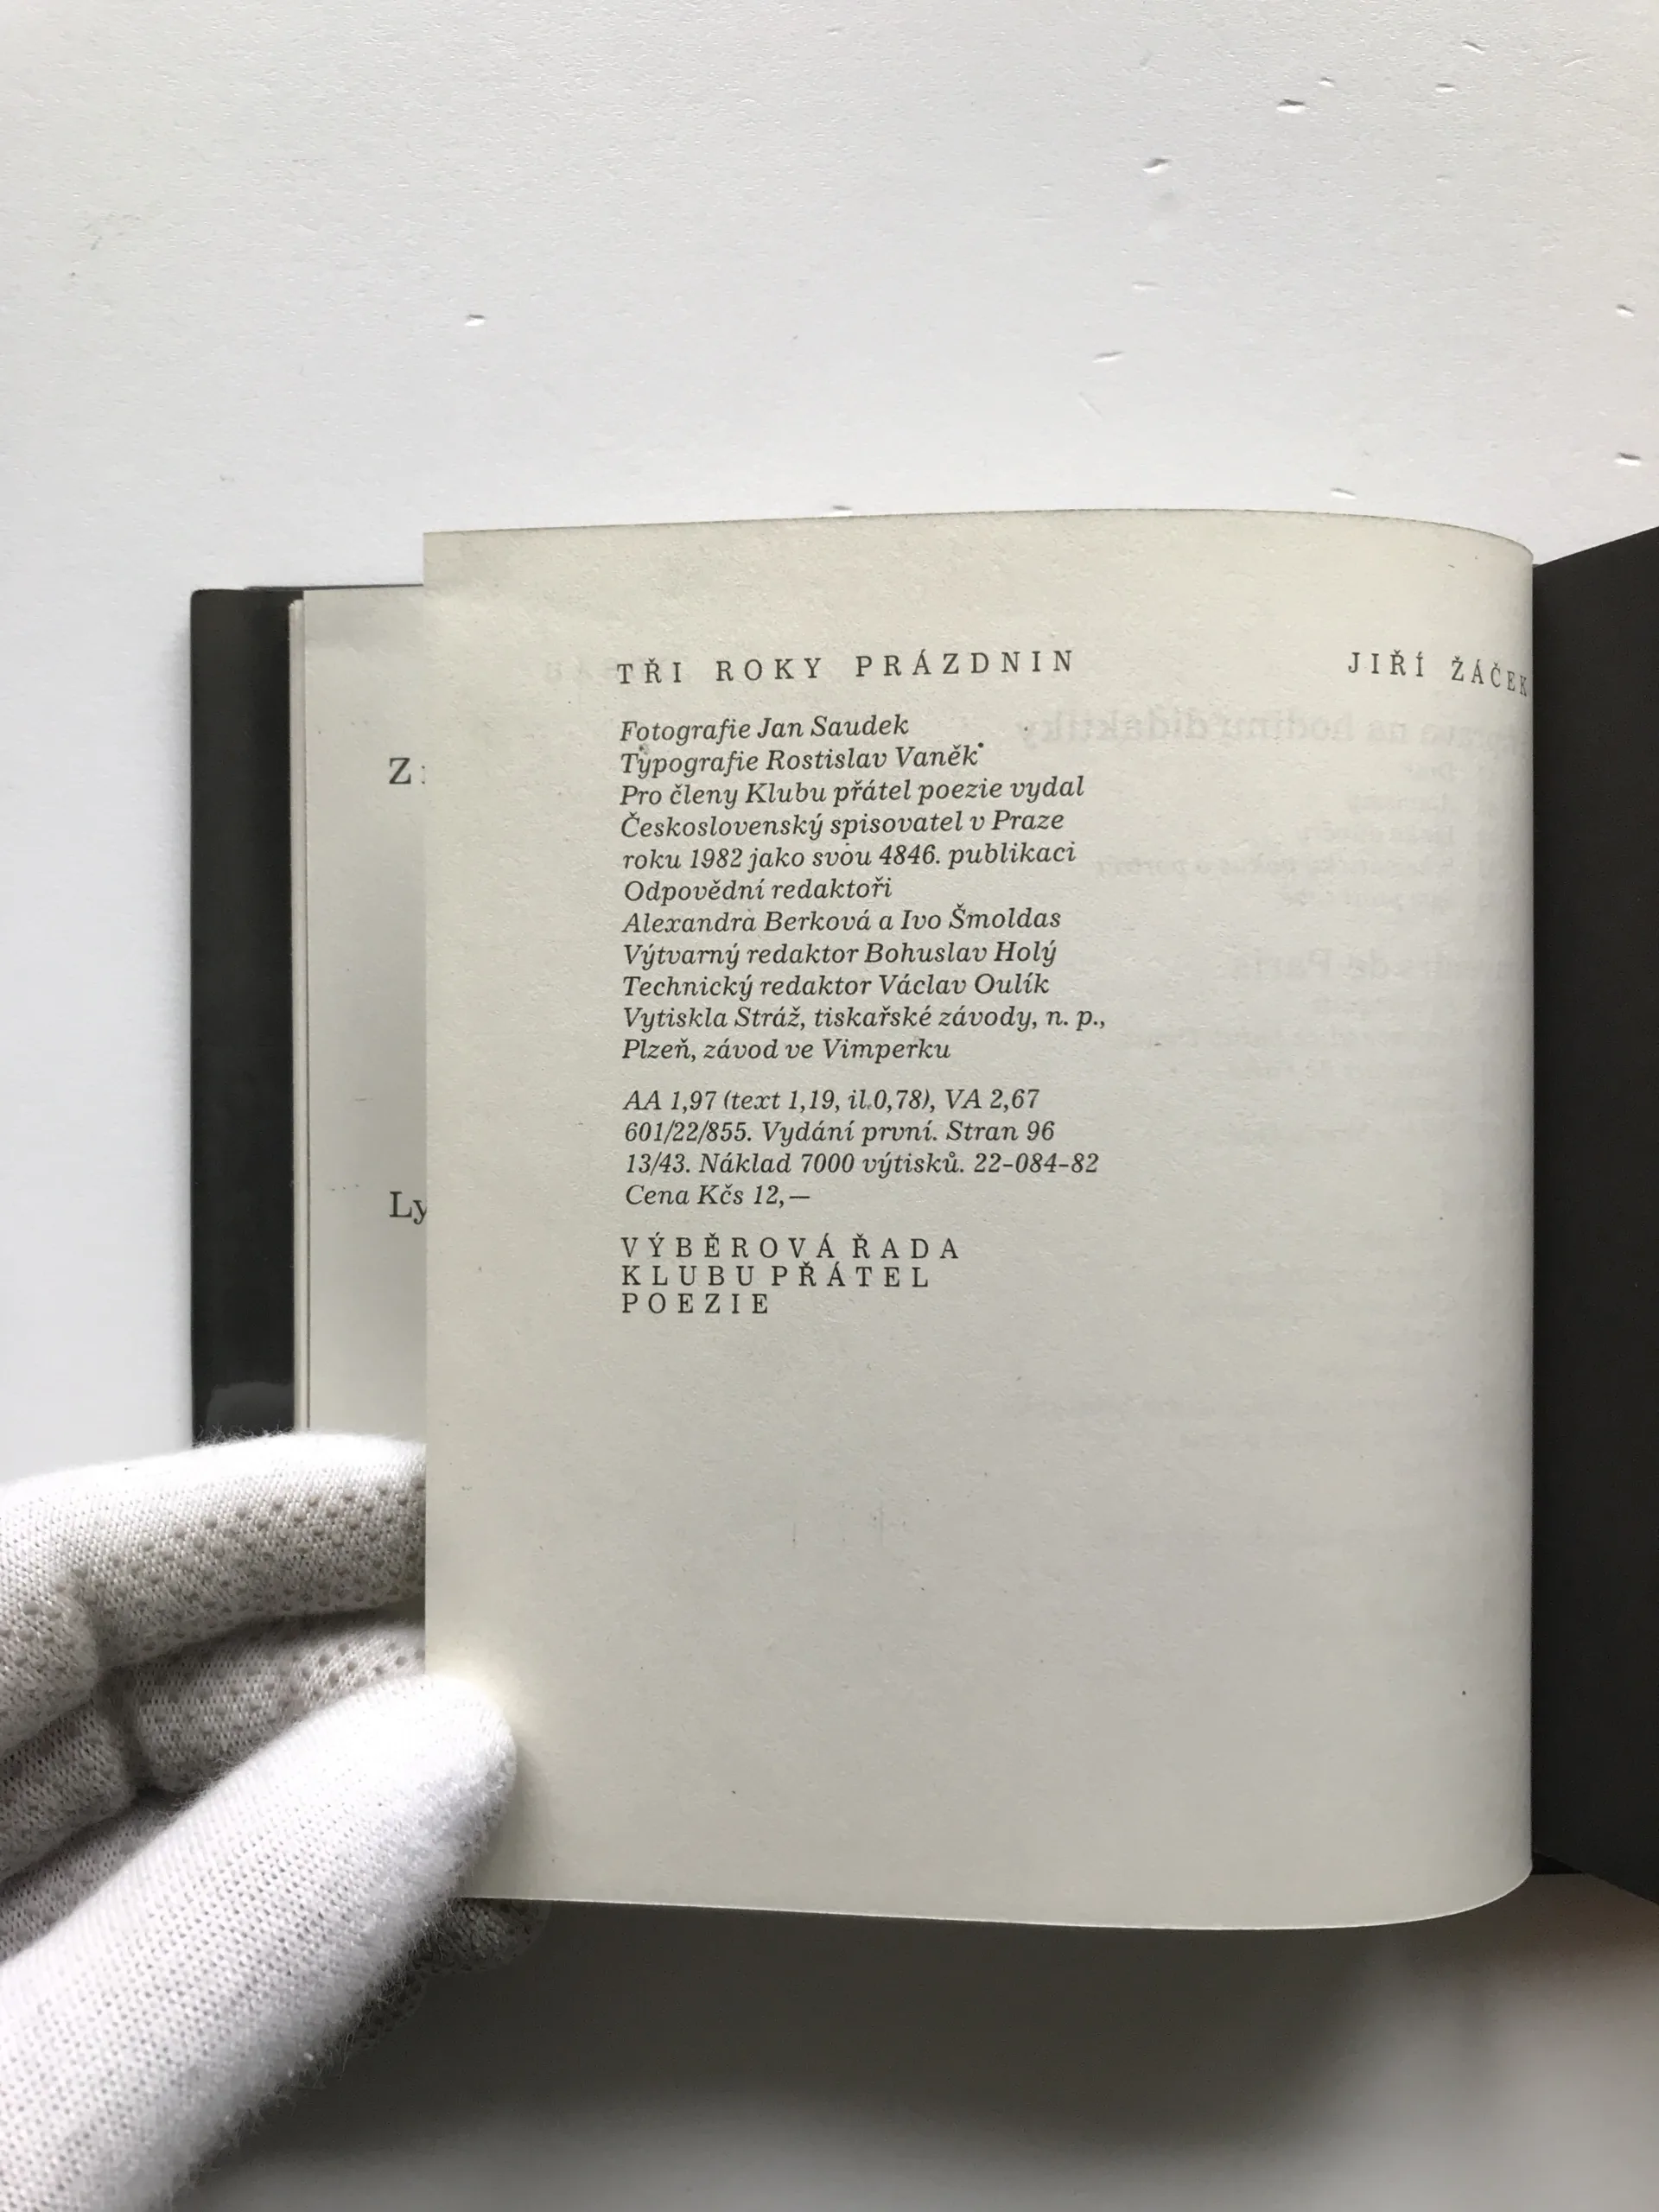 TŘI ROKY PRÁZDNIN JIŘÍ ŽÁČEK
Fotografie Jan Saudek
Typografie Rostislav Vaněk
Pro členy Klubu přátel poezie vydal
Československý spisovatel v Praze
roku 1982 jako svou 4846. publikaci
Odpovědní redaktoři
Alexandra Berková a Ivo Šmoldas
Výtvarný redaktor Bohuslav Holý
Technický redaktor Václav Oulík
Vytiskla Stráž, tiskařské závody, n. p.,
Plzeň, závod ve Vimperku
AA 1,97 (text 1,19, il.0,78), VA 2,67
601/22/855. Vydání první. Stran 96
13/43. Náklad 7000 výtisků. 22-084-82
Cena Kčs 12,—
VÝBĚROVÁ ŘADA
KLUBU PŘÁTEL
POEZIE
Z
Ly